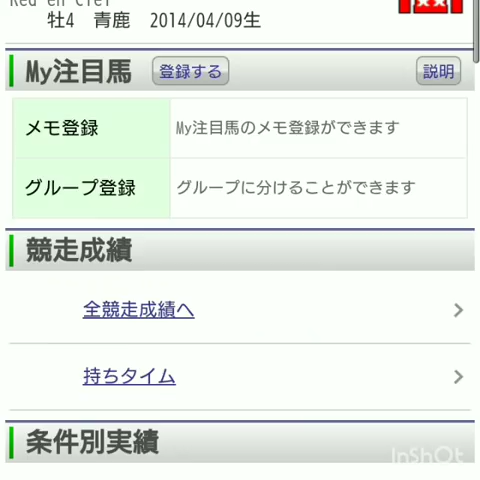 Red en Clef
牡4 青鹿 2014/04/09生
My注目馬 登録する 説明
メモ登録 My注目馬のメモ登録ができます
グループ登録 グループに分けることができます
競走成績
全競走成績へ
持ちタイム
条件別実績
InShOt